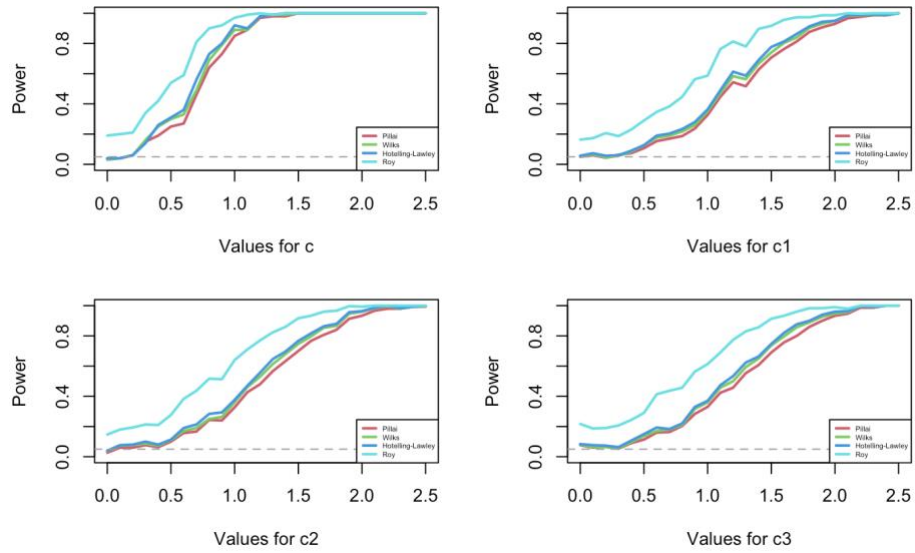 Power
0.0 0.4 0.8
Pillai
Wilks
Hotelling-Lawley
Roy
0.0 0.5 1.0 1.5 2.0 2.5
Values for c
Power
0.0 0.4 0.8
Pillai
Wilks
Hotelling-Lawley
Roy
0.0 0.5 1.0 1.5 2.0 2.5
Values for c1
Power
0.0 0.4 0.8
Pillai
Wilks
Hotelling-Lawley
Roy
0.0 0.5 1.0 1.5 2.0 2.5
Values for c2
Power
0.0 0.4 0.8
Pillai
Wilks
Hotelling-Lawley
Roy
0.0 0.5 1.0 1.5 2.0 2.5
Values for c3